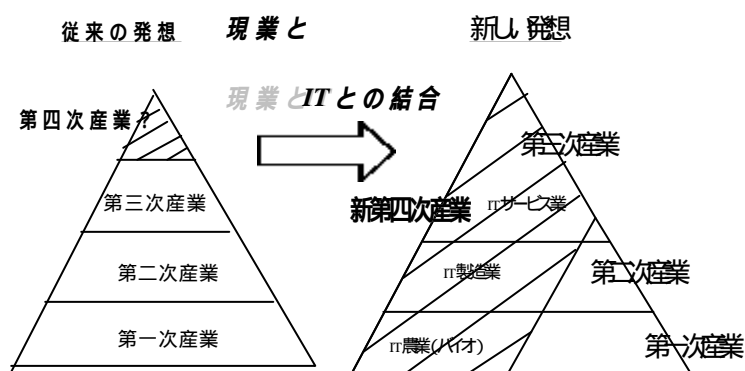 従来の発想
現業と
新しい発想
現業とITとの結合
第四次産業?
第三次産業
新第四次産業
ITサービス業
第三次産業
第二次産業
IT製造業
第二次産業
第一次産業
IT農業(バイオ)
第一次産業